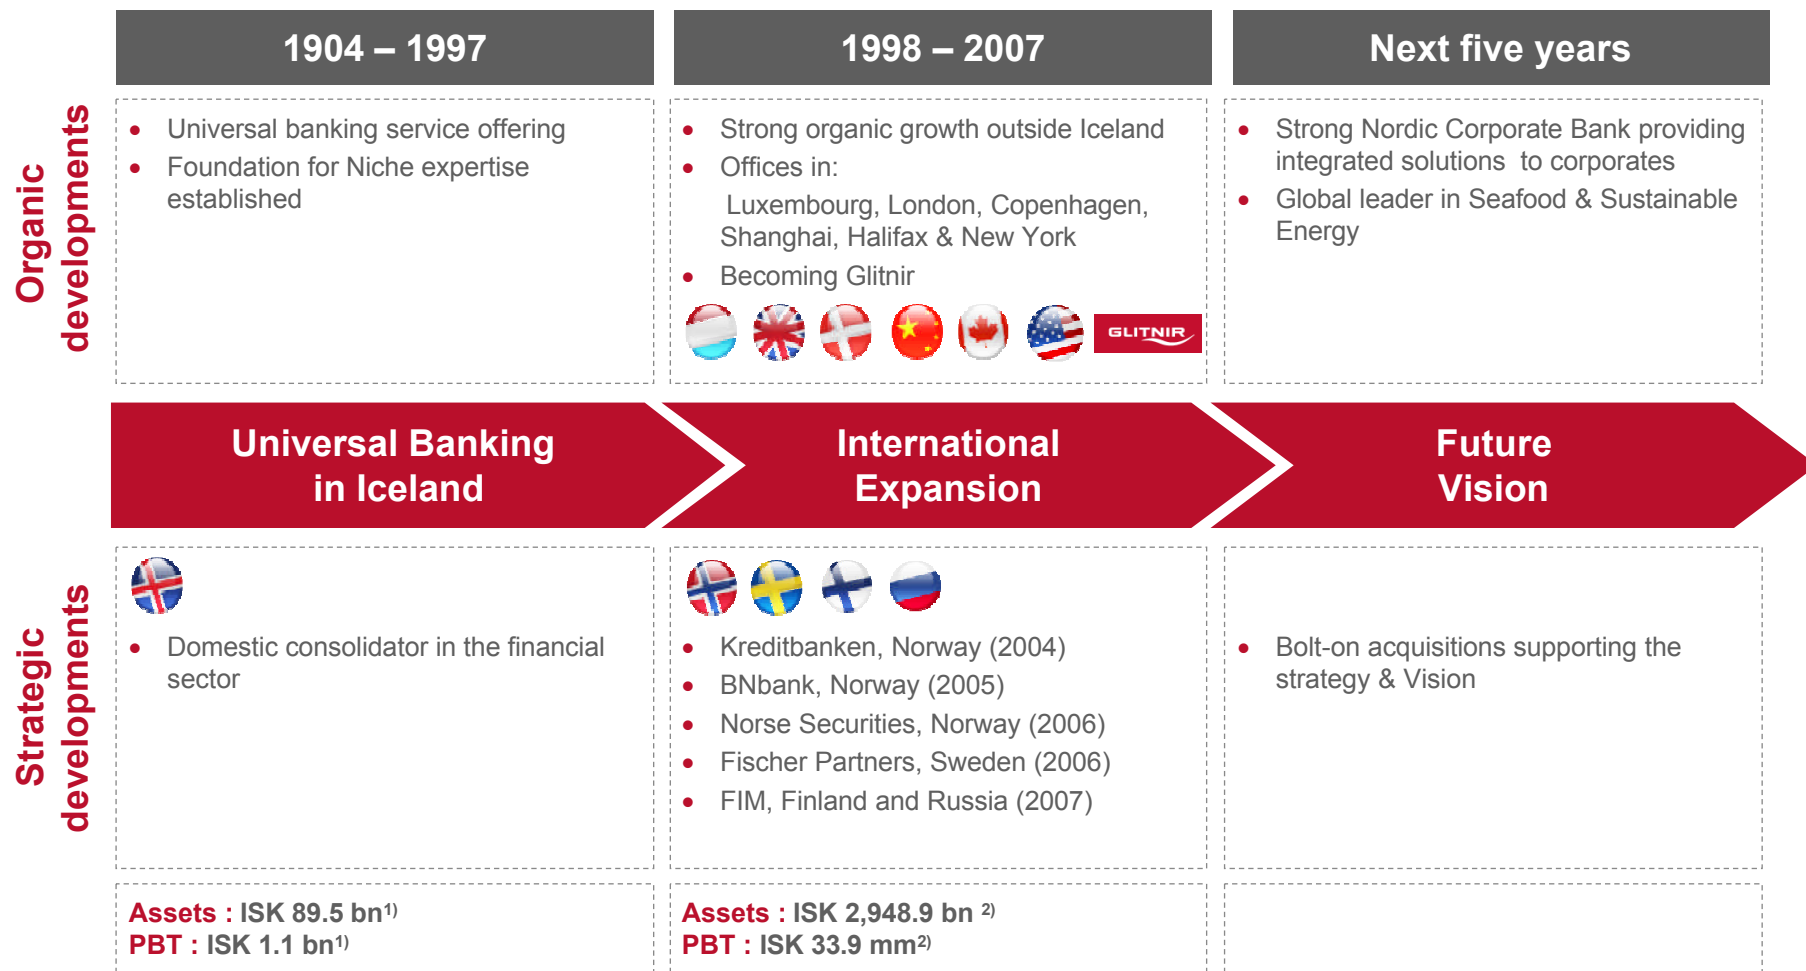 1904 – 1997
1998 – 2007
Next five years
Organic
developments
• Universal banking service offering
• Foundation for Niche expertise
established
• Strong organic growth outside Iceland
• Offices in:
Luxembourg, London, Copenhagen,
Shanghai, Halifax & New York
• Becoming Glitnir
GLITNIR
• Strong Nordic Corporate Bank providing
integrated solutions to corporates
• Global leader in Seafood & Sustainable
Energy
Universal Banking
in Iceland
International
Expansion
Future
Vision
Strategic
developments
• Domestic consolidator in the financial
sector
• Kreditbanken, Norway (2004)
• BNbank, Norway (2005)
• Norse Securities, Norway (2006)
• Fischer Partners, Sweden (2006)
• FIM, Finland and Russia (2007)
• Bolt-on acquisitions supporting the
strategy & Vision
Assets : ISK 89.5 bn1)
PBT : ISK 1.1 bn1)
Assets : ISK 2,948.9 bn 2)
PBT : ISK 33.9 mm2)